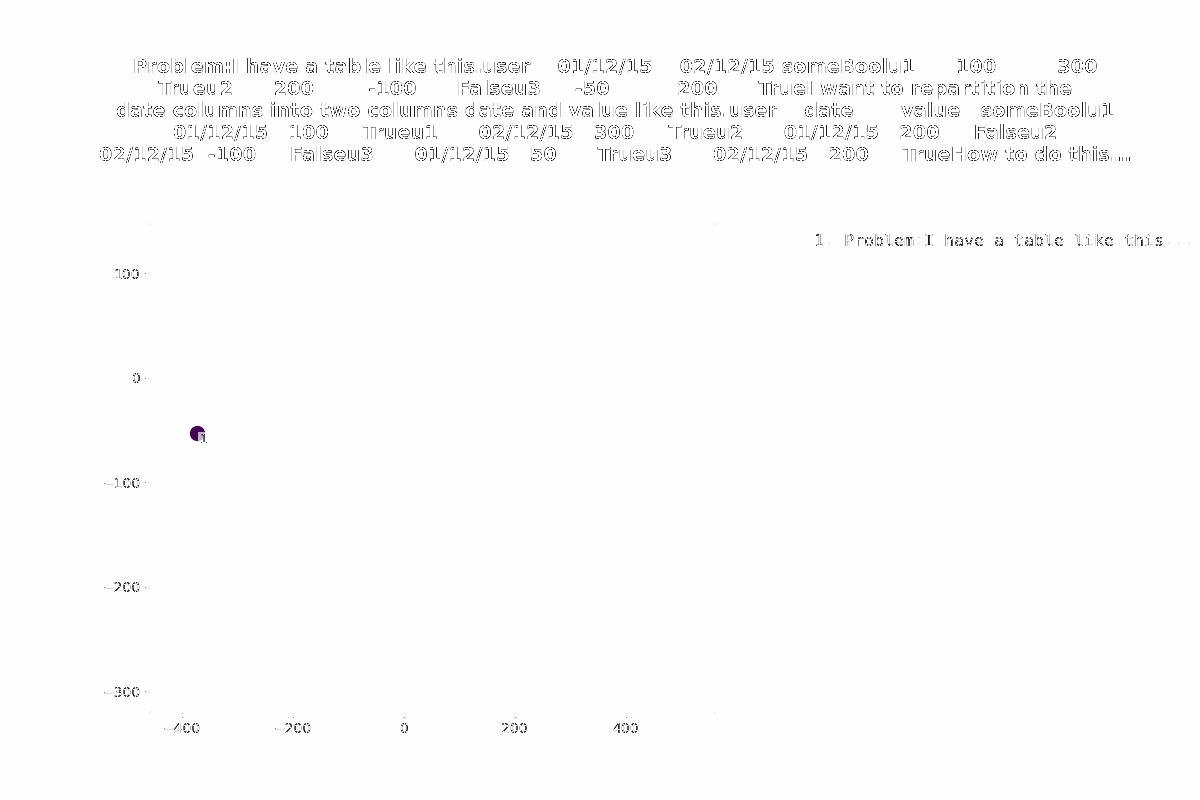 Problem:I have a table like this.user    01/12/15    02/12/15 someBoolu1      100         300
Trueu2      200        -100      Falseu3     -50          200      TrueI want to repartition the
date columns into two columns date and value like this.user    date       value   someBoolu1
01/12/15   100     Trueu1      02/12/15   300     Trueu2      01/12/15   200     Falseu2
02/12/15  -100     Falseu3      01/12/15   50      Trueu3      02/12/15   200     TrueHow to do this...
1. Problem:I have a table like this...
100
0
1
−100
−200
−300
−400 −200 0 200 400